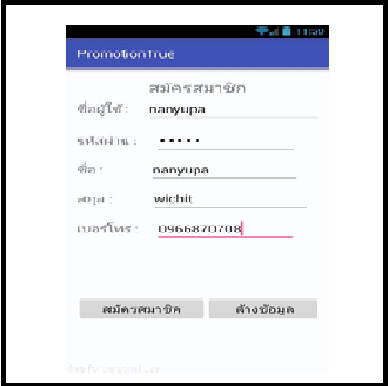 11:50
PromotionTrue
สมัครสมาชิก
ชื่อผู้ใช้ : nanyupa
รหัสผ่าน : •••••
ชื่อ : nanyupa
สกุล : wichit
เบอร์โทร : 0966870708
สมัครสมาชิก ล้างข้อมูล